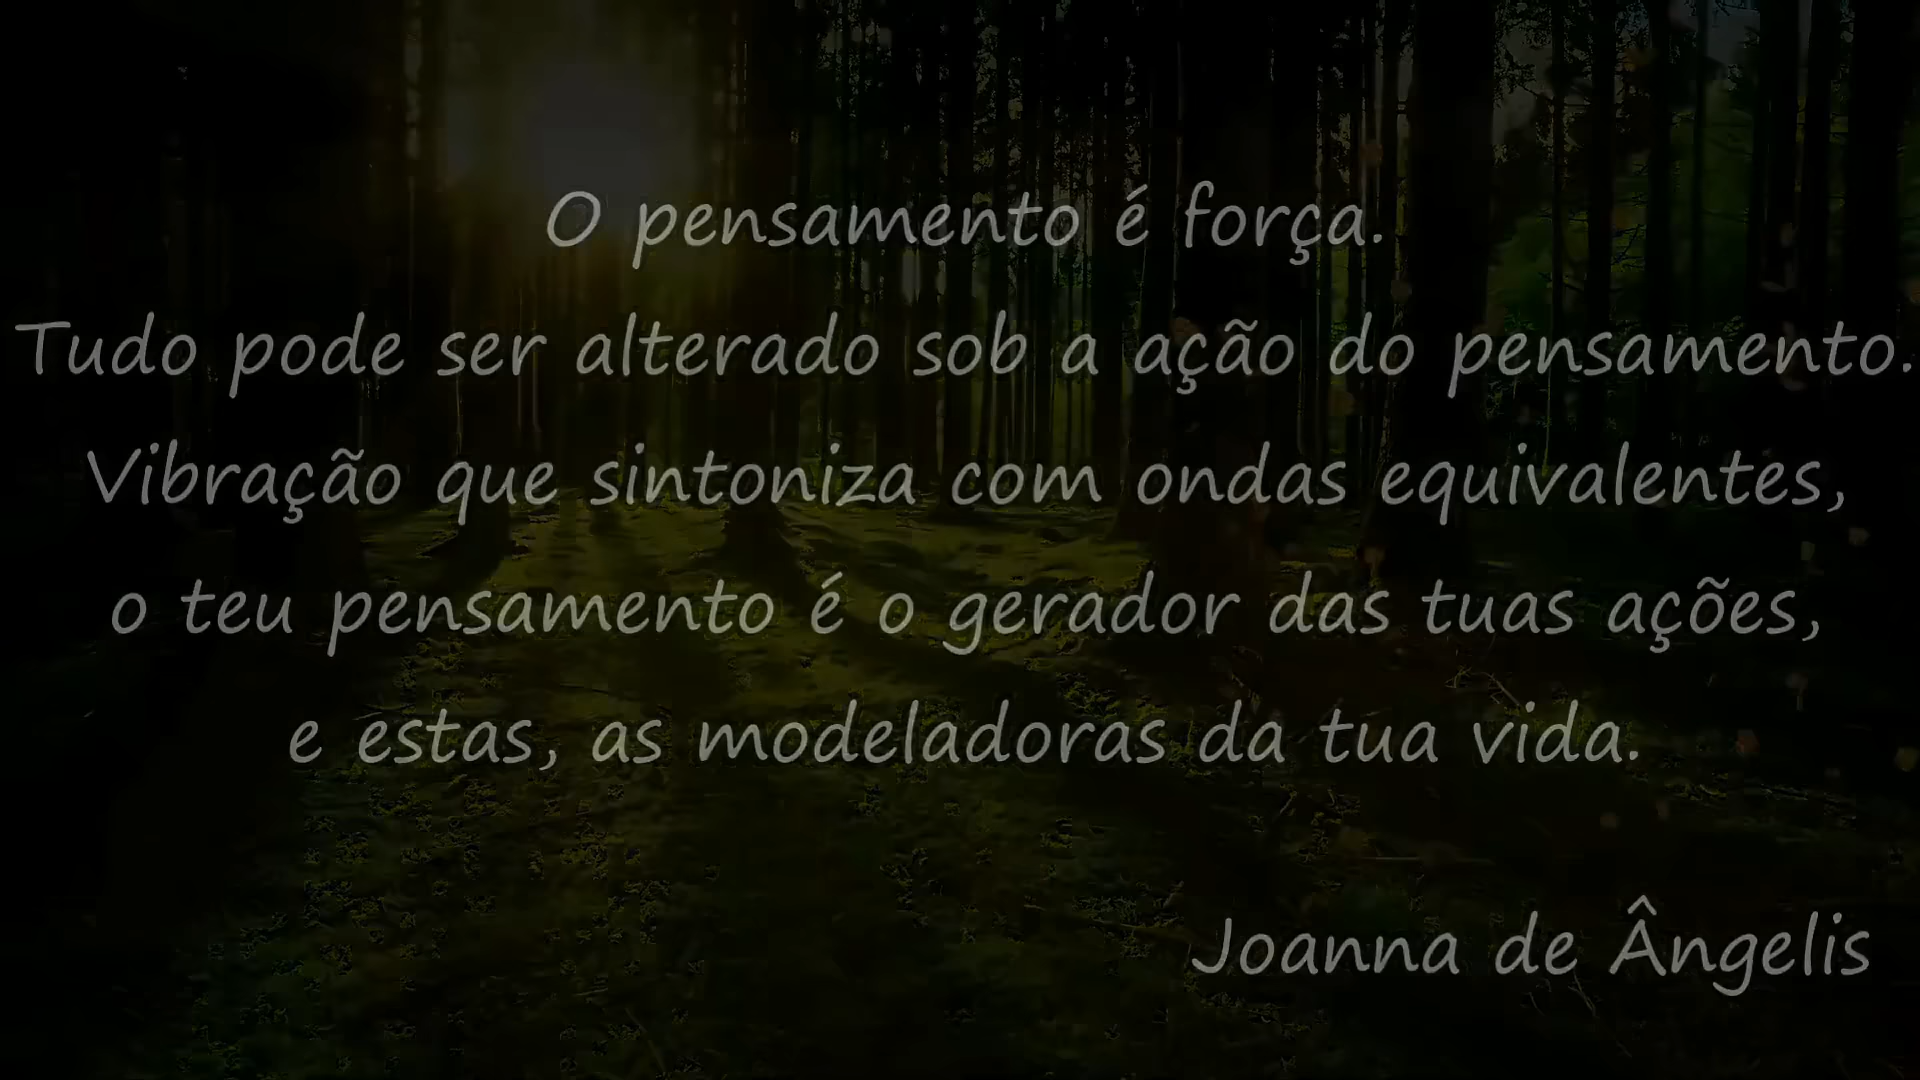 O pensamento é força.
Tudo pode ser alterado sob a ação do pensamento.
Vibração que sintoniza com ondas equivalentes,
o teu pensamento é o gerador das tuas ações,
e estas, as modeladoras da tua vida.
Joanna de Ângelis